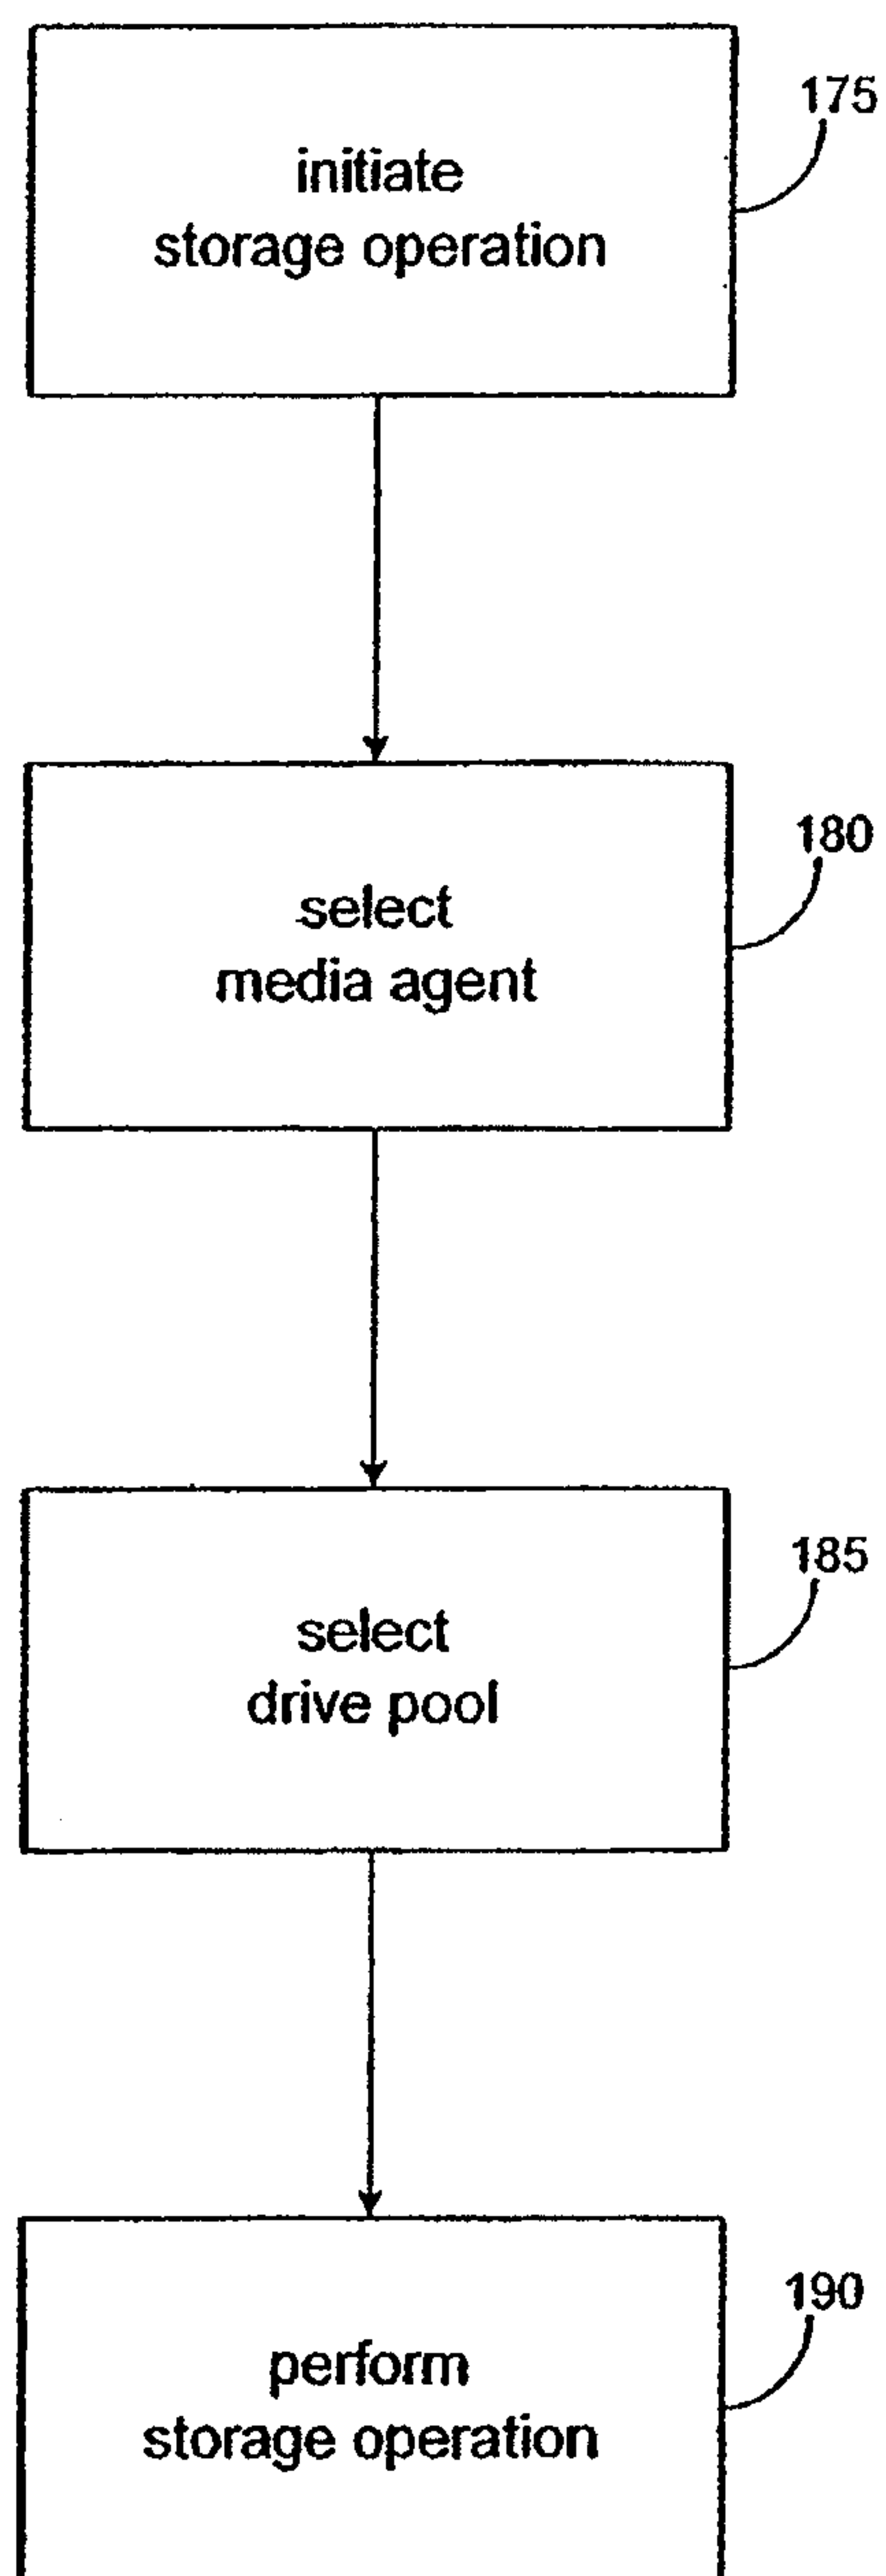 175
initiate
storage operation
180
select
media agent
185
select
drive pool
190
perform
storage operation